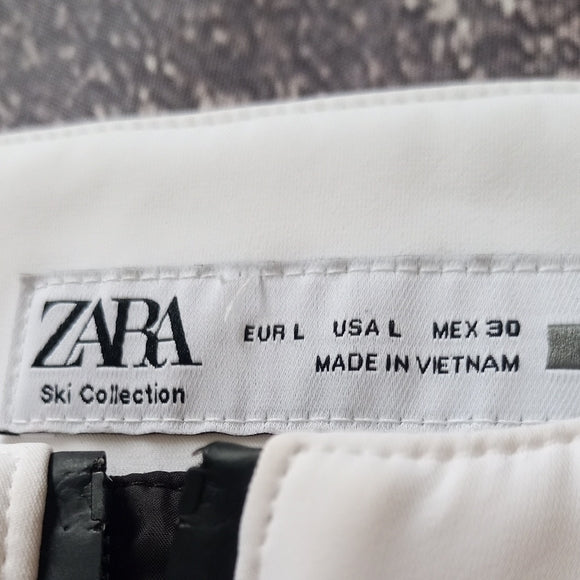 ZARA
Ski Collection
EUR L USA L MEX 30
MADE IN VIETNAM